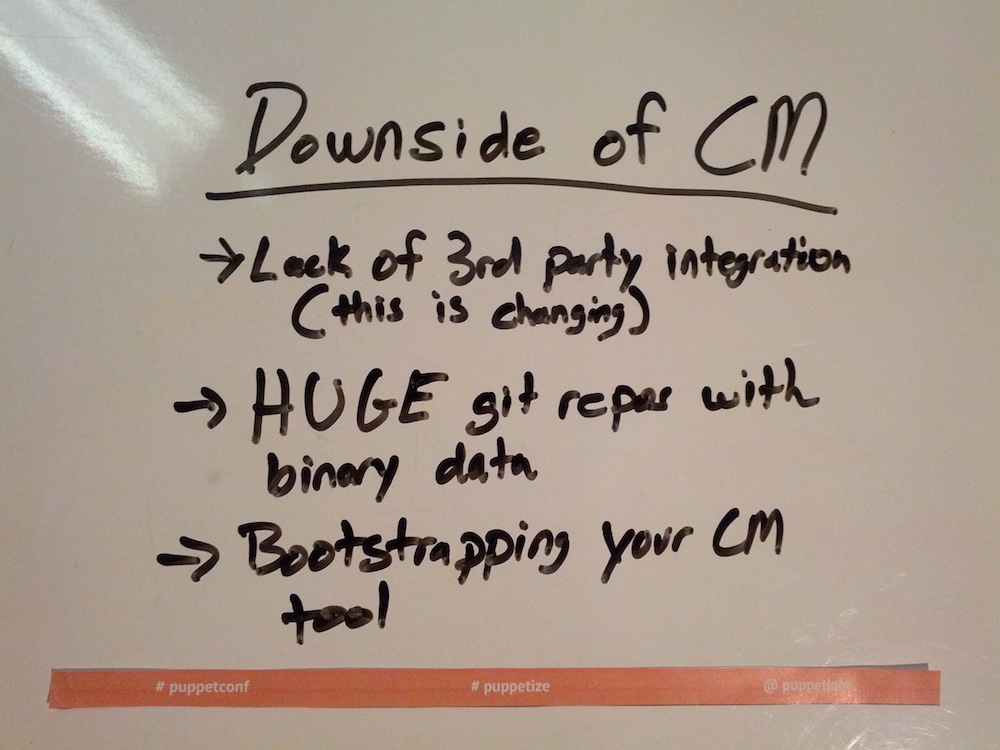 Downside of CM
→ Lack of 3rd party integration
(this is changing)
→ HUGE git repos with
binary data
→ Bootstrapping your CM
tool
# puppetconf # puppetize @ puppetlabs